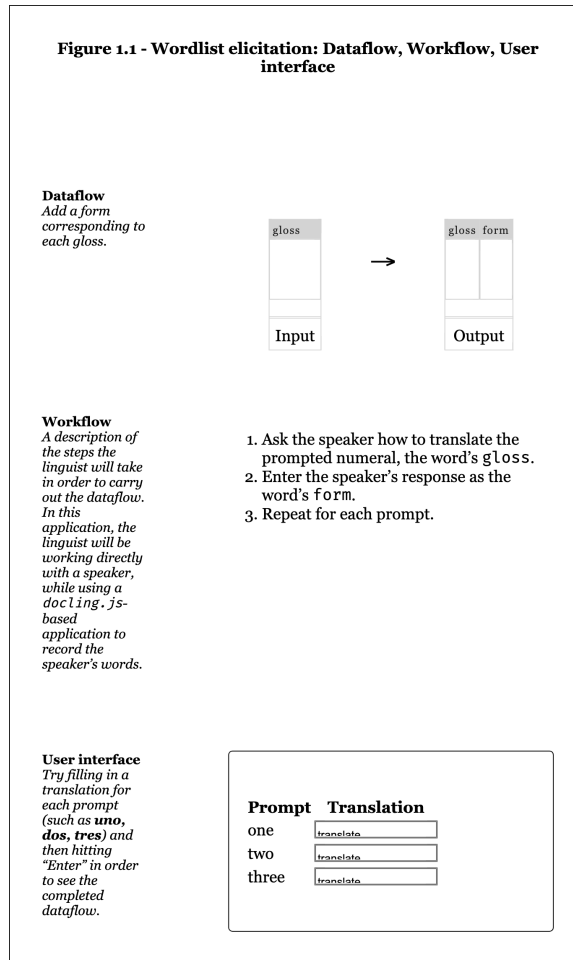 Figure 1.1 - Wordlist elicitation: Dataflow, Workflow, User
interface
Dataflow
Add a form
corresponding to
each gloss.
gloss
→
gloss form
Input
Output
Workflow
A description of
the steps the
linguist will take
in order to carry
out the dataflow.
In this
application, the
linguist will be
working directly
with a speaker,
while using a
docling.js-
based
application to
record the
speaker's words.
1. Ask the speaker how to translate the
prompted numeral, the word's gloss.
2. Enter the speaker's response as the
word's form.
3. Repeat for each prompt.
User interface
Try filling in a
translation for
each prompt
(such as uno,
dos, tres) and
then hitting
“Enter” in order
to see the
completed
dataflow.
Prompt Translation
one translate
two translate
three translate